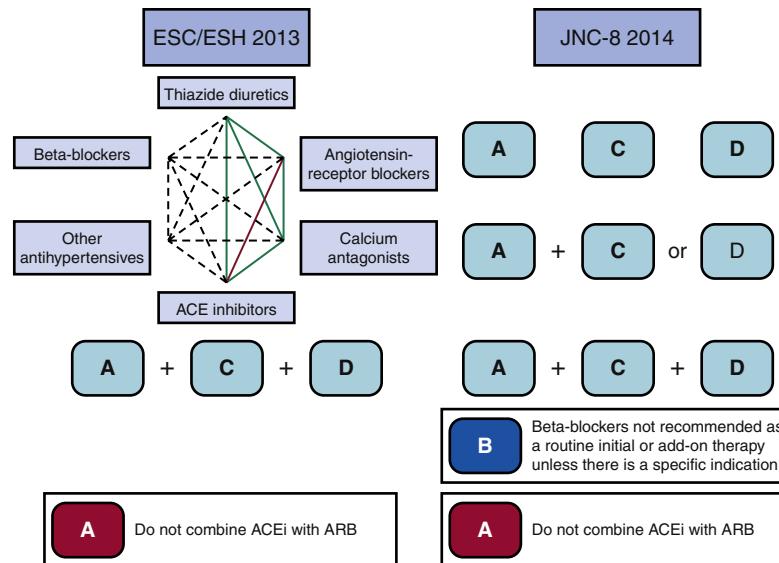 ESC/ESH 2013
JNC-8 2014
Thiazide diuretics
Beta-blockers
Angiotensin-
receptor blockers
Other
antihypertensives
Calcium
antagonists
ACE inhibitors
A C D
A + C or D
A + C + D
A + C + D
B
Beta-blockers not recommended as
a routine initial or add-on therapy
unless there is a specific indication
A Do not combine ACEi with ARB
A Do not combine ACEi with ARB